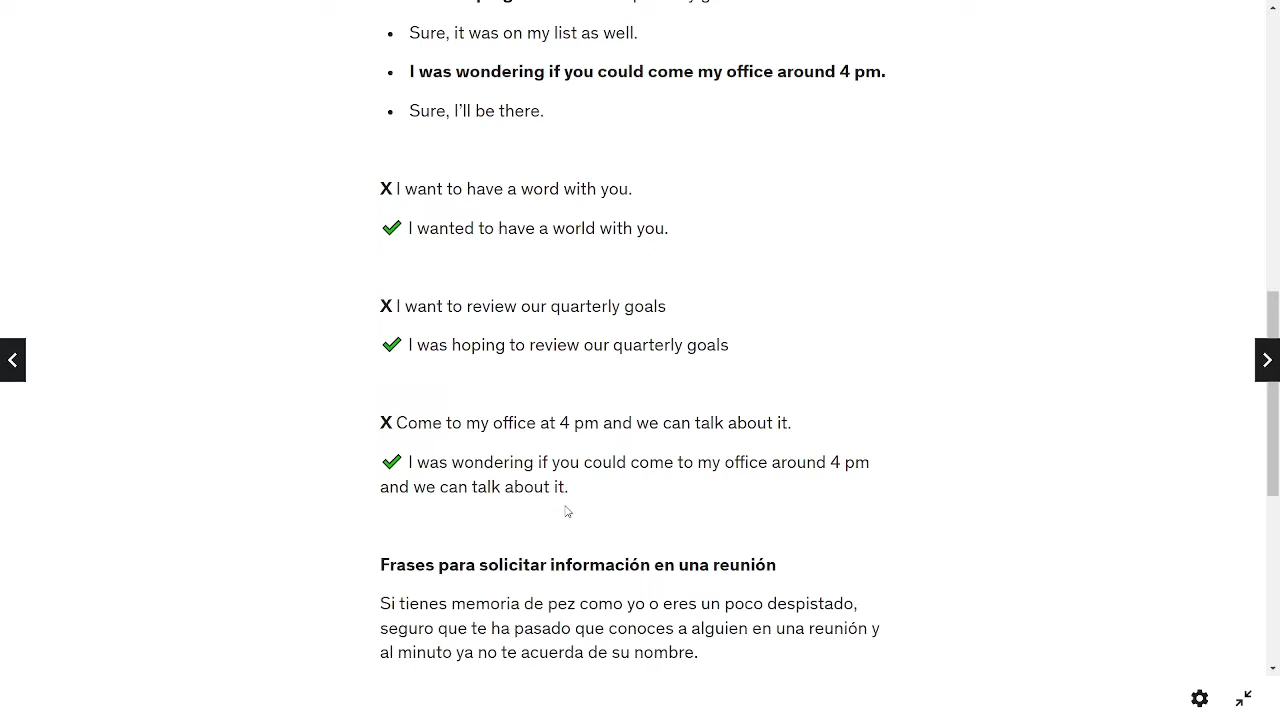 Sure, it was on my list as well.
I was wondering if you could come my office around 4 pm.
Sure, I’ll be there.
X I want to have a word with you.
I wanted to have a world with you.
X I want to review our quarterly goals
I was hoping to review our quarterly goals
X Come to my office at 4 pm and we can talk about it.
I was wondering if you could come to my office around 4 pm
and we can talk about it.
Frases para solicitar información en una reunión
Si tienes memoria de pez como yo o eres un poco despistado,
seguro que te ha pasado que conoces a alguien en una reunión y
al minuto ya no te acuerda de su nombre.